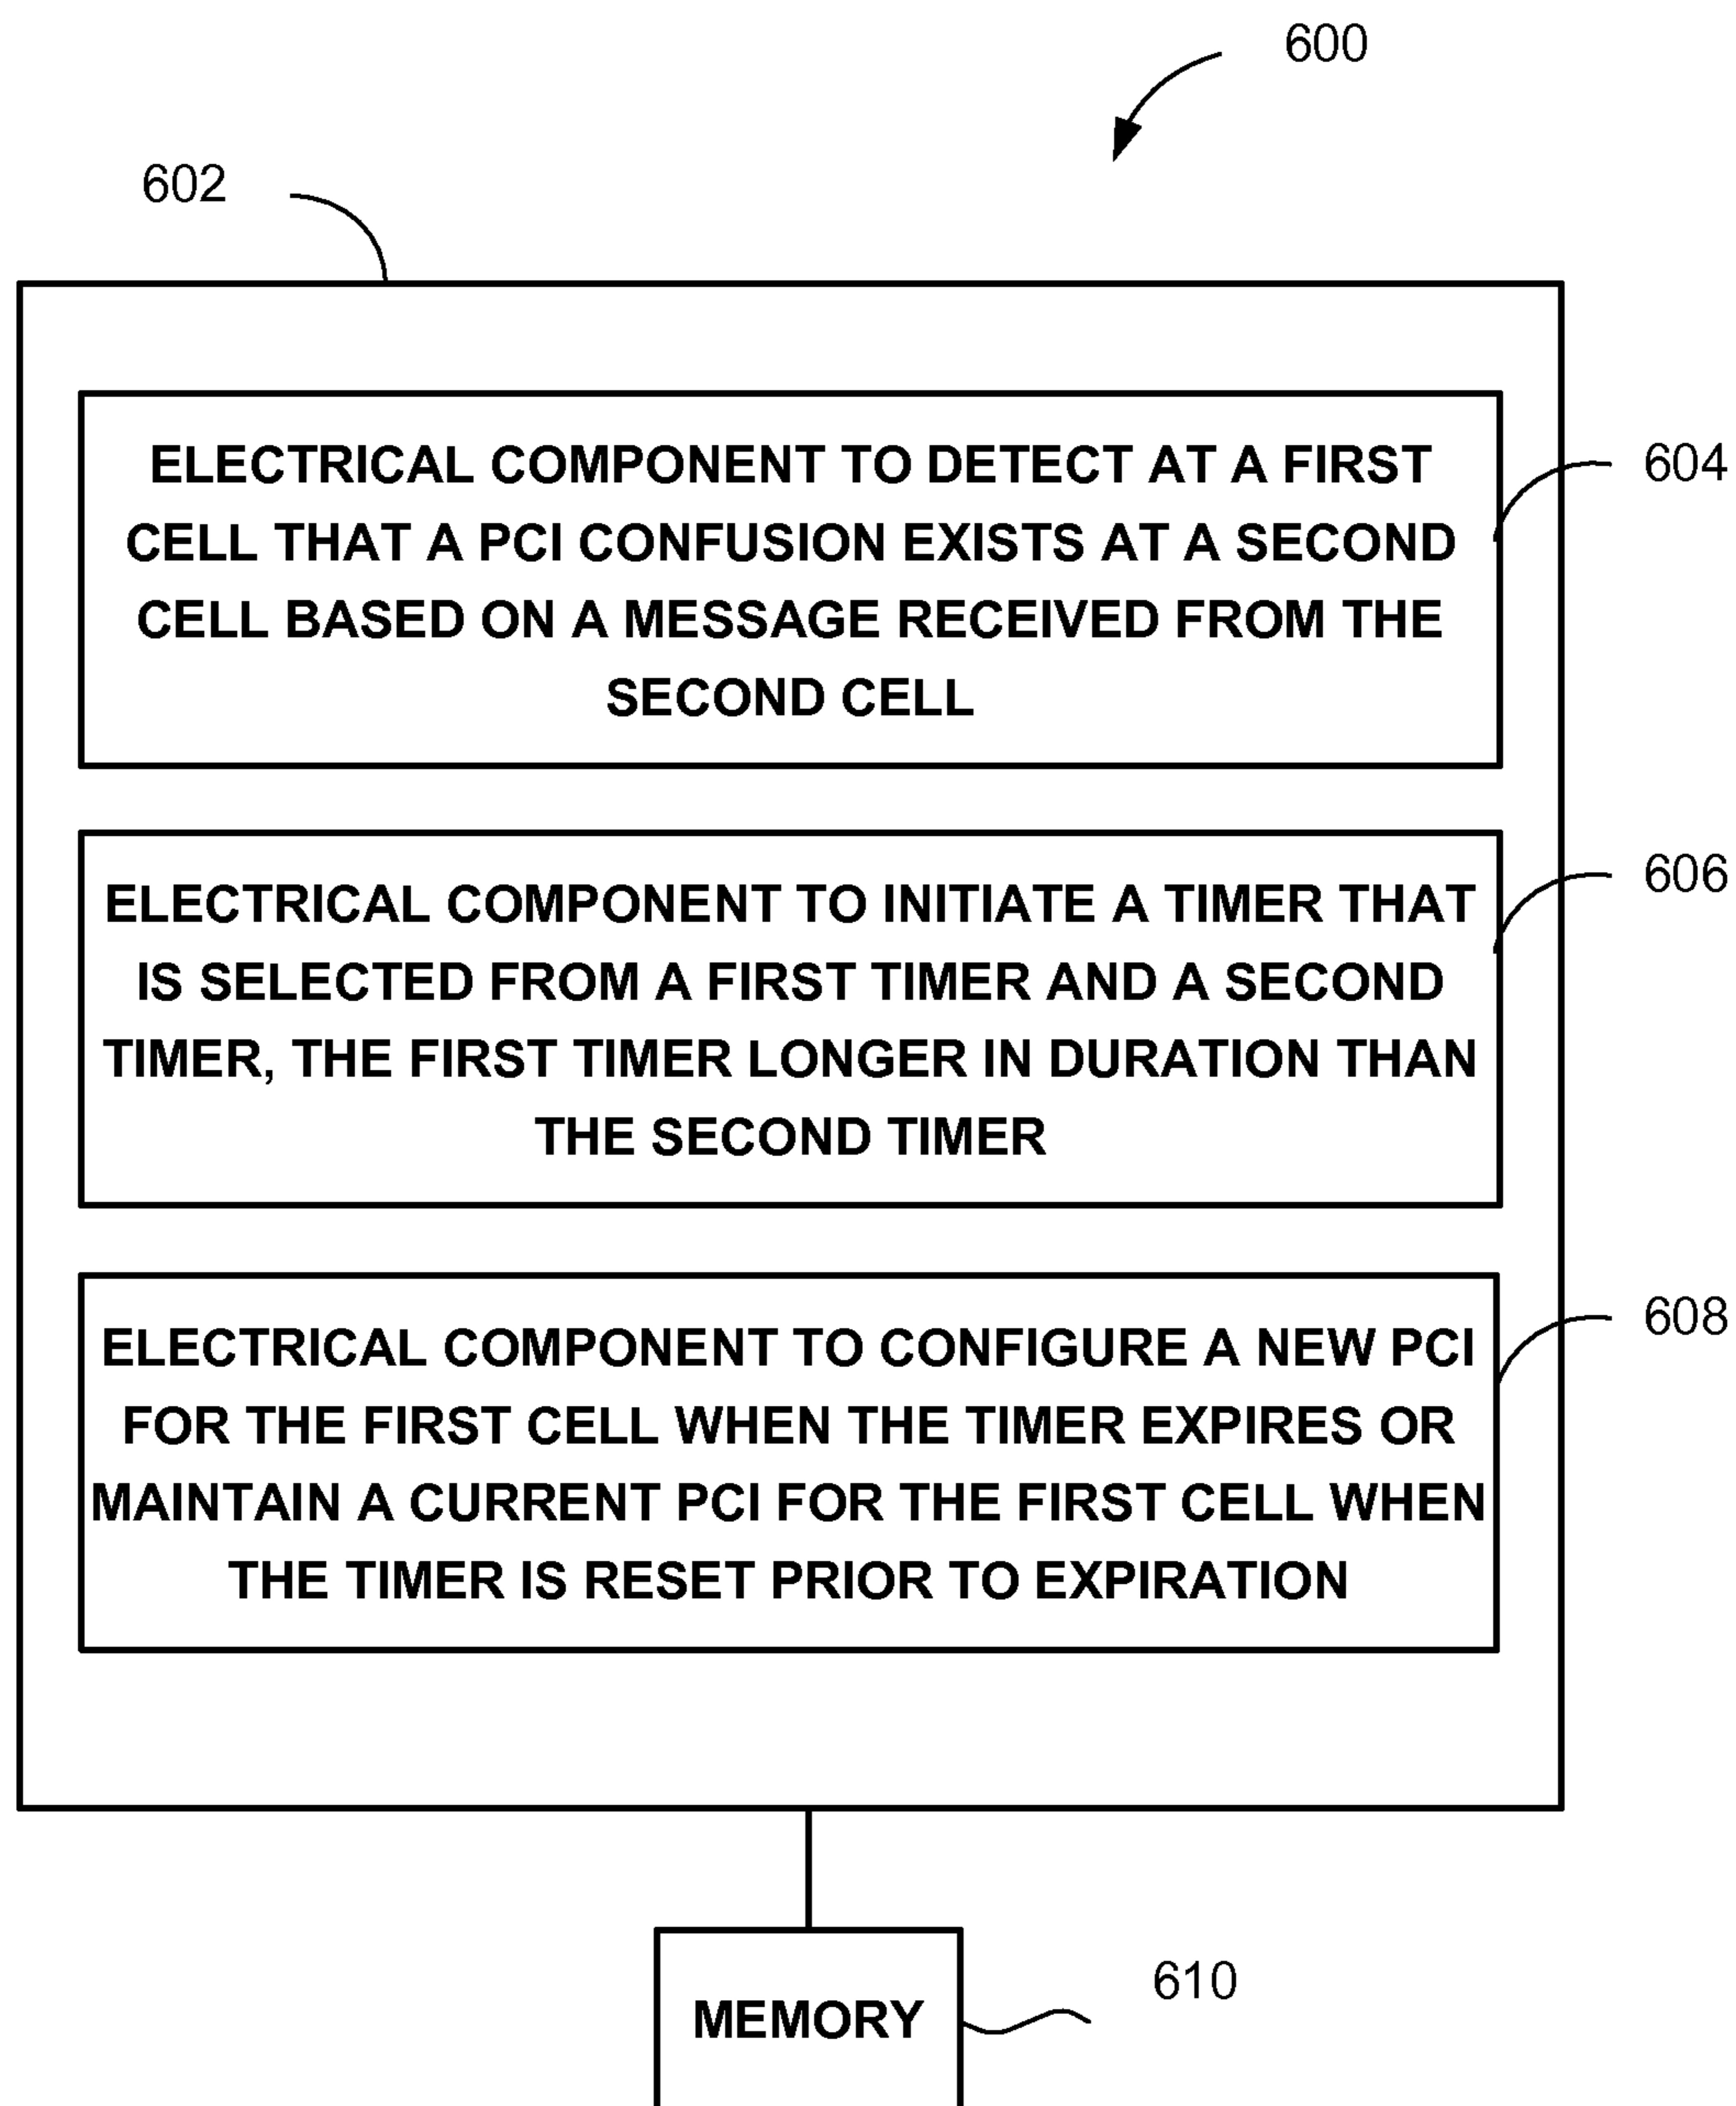 600
602
ELECTRICAL COMPONENT TO DETECT AT A FIRST
CELL THAT A PCI CONFUSION EXISTS AT A SECOND
CELL BASED ON A MESSAGE RECEIVED FROM THE
SECOND CELL
604
ELECTRICAL COMPONENT TO INITIATE A TIMER THAT
IS SELECTED FROM A FIRST TIMER AND A SECOND
TIMER, THE FIRST TIMER LONGER IN DURATION THAN
THE SECOND TIMER
606
ELECTRICAL COMPONENT TO CONFIGURE A NEW PCI
FOR THE FIRST CELL WHEN THE TIMER EXPIRES OR
MAINTAIN A CURRENT PCI FOR THE FIRST CELL WHEN
THE TIMER IS RESET PRIOR TO EXPIRATION
608
MEMORY
610